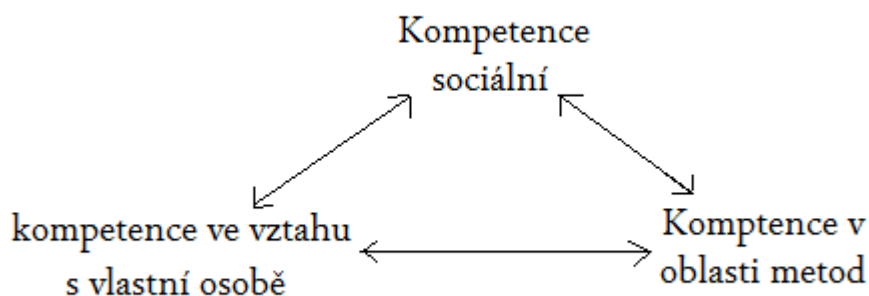 Kompetence
sociální
kompetence ve vztahu
s vlastní osobě
Komptence v
oblasti metod